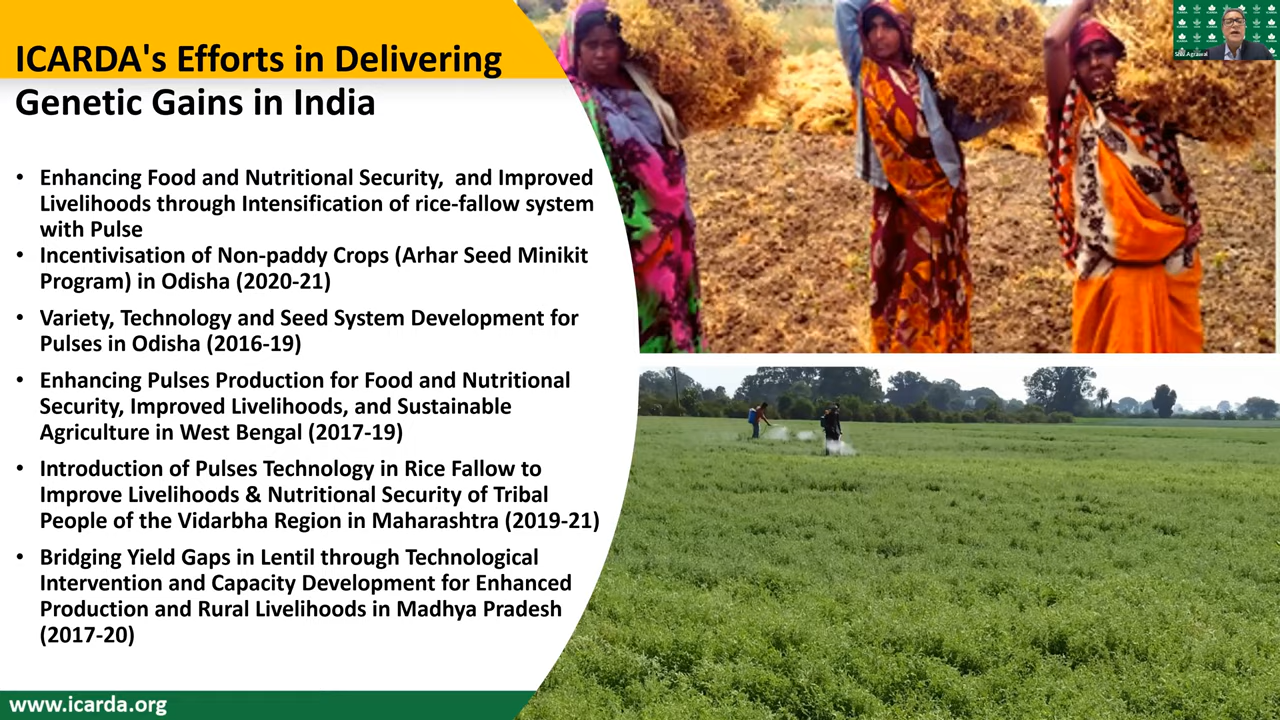 ICARDA's Efforts in Delivering
Genetic Gains in India
• Enhancing Food and Nutritional Security, and Improved
Livelihoods through Intensification of rice-fallow system
with Pulse
• Incentivisation of Non-paddy Crops (Arhar Seed Minikit
Program) in Odisha (2020-21)
• Variety, Technology and Seed System Development for
Pulses in Odisha (2016-19)
• Enhancing Pulses Production for Food and Nutritional
Security, Improved Livelihoods, and Sustainable
Agriculture in West Bengal (2017-19)
• Introduction of Pulses Technology in Rice Fallow to
Improve Livelihoods & Nutritional Security of Tribal
People of the Vidarbha Region in Maharashtra (2019-21)
• Bridging Yield Gaps in Lentil through Technological
Intervention and Capacity Development for Enhanced
Production and Rural Livelihoods in Madhya Pradesh
(2017-20)
www.icarda.org
Agrawal